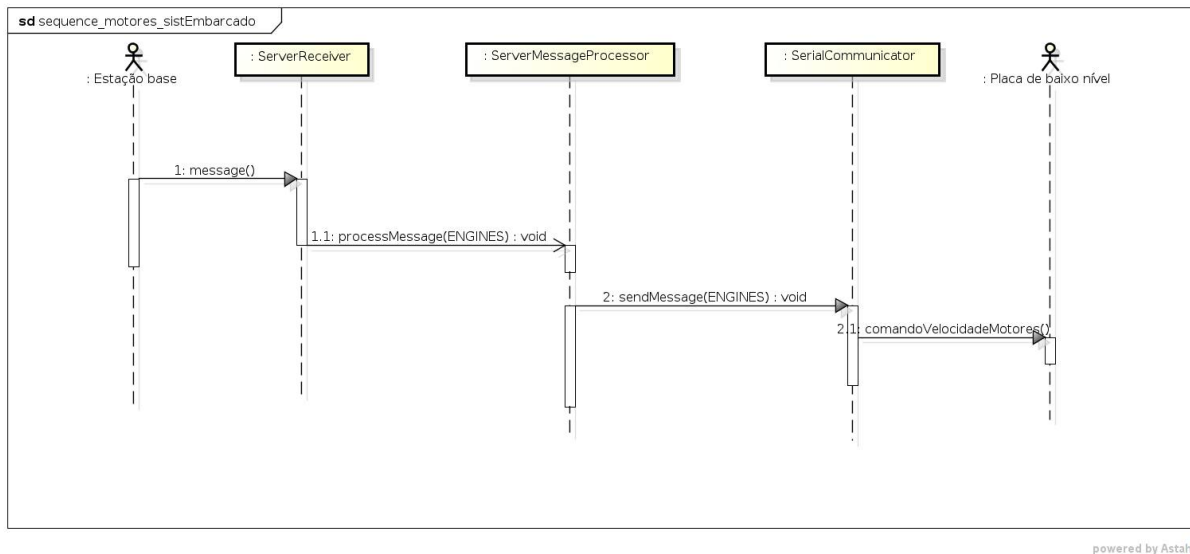 sd sequence_motores_sistEmbarcado
: Estação base
: ServerReceiver
: ServerMessageProcessor
: SerialCommunicator
: Placa de baixo nível
1: message()
1.1: processMessage(ENGINES) : void
2: sendMessage(ENGINES) : void
2.1: comandoVelocidadeMotores()
powered by Astah